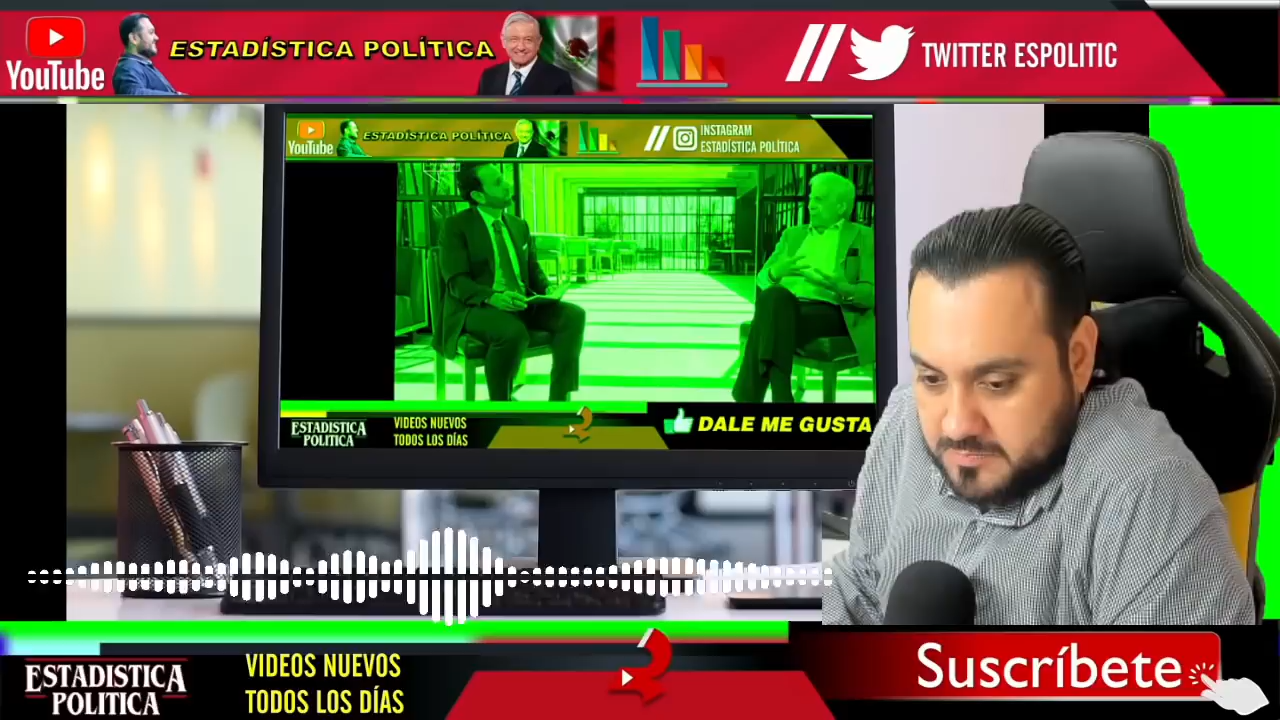 YouTube
ESTADÍSTICA POLÍTICA
TWITTER ESPOLITIC
YouTube
ESTADÍSTICA POLÍTICA
INSTAGRAM
ESTADÍSTICA POLÍTICA
ESTADISTICA
POLITICA
VIDEOS NUEVOS
TODOS LOS DÍAS
DALE ME GUSTA
ESTADISTICA
POLITICA
VIDEOS NUEVOS
TODOS LOS DÍAS
Suscríbete